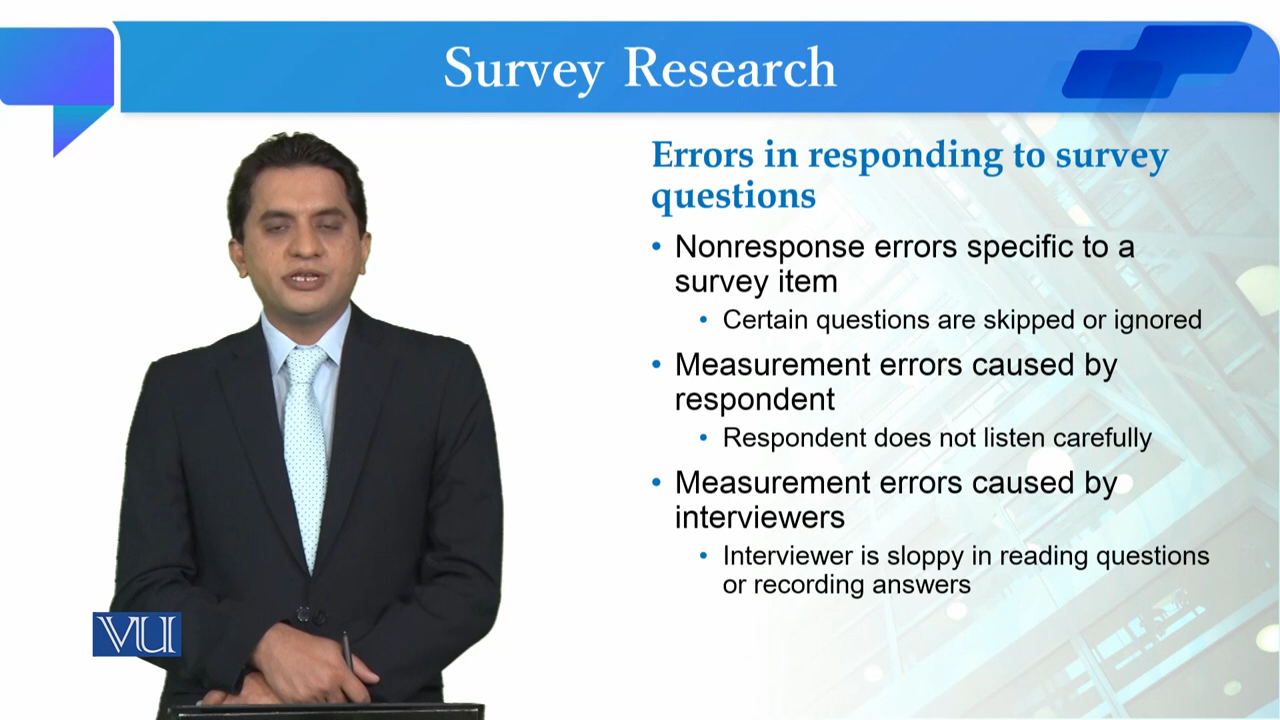 Survey Research
Errors in responding to survey
questions
• Nonresponse errors specific to a
survey item
• Certain questions are skipped or ignored
• Measurement errors caused by
respondent
• Respondent does not listen carefully
• Measurement errors caused by
interviewers
• Interviewer is sloppy in reading questions
or recording answers
VU